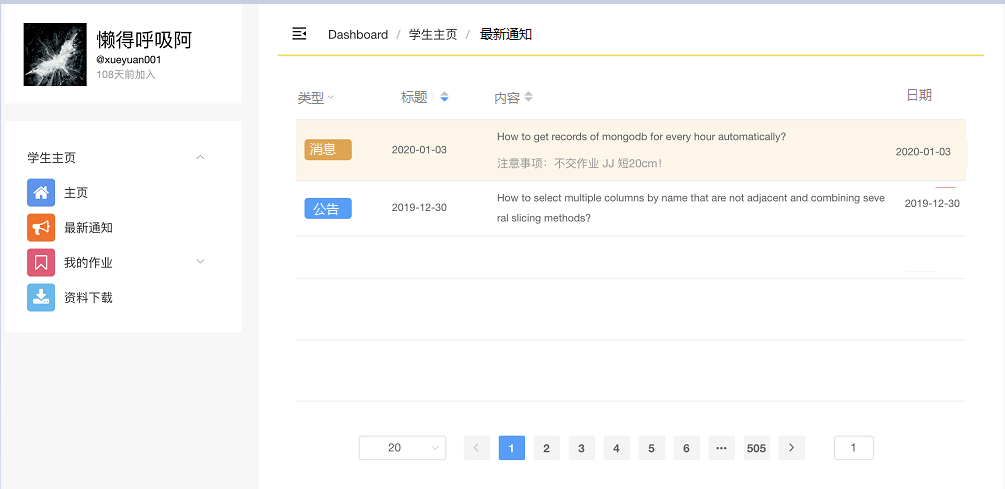 懒得呼吸阿
@xueyuan001
108天前加入
学生主页
主页
最新通知
我的作业
资料下载
Dashboard / 学生主页 / 最新通知
类型 标题 内容 日期
消息 2020-01-03 How to get records of mongodb for every hour automatically? 2020-01-03
注意事项：不交作业 JJ 短20cm!
公告 2019-12-30 How to select multiple columns by name that are not adjacent and combining seve 2019-12-30
ral slicing methods?
20 1 2 3 4 5 6 ··· 505 1